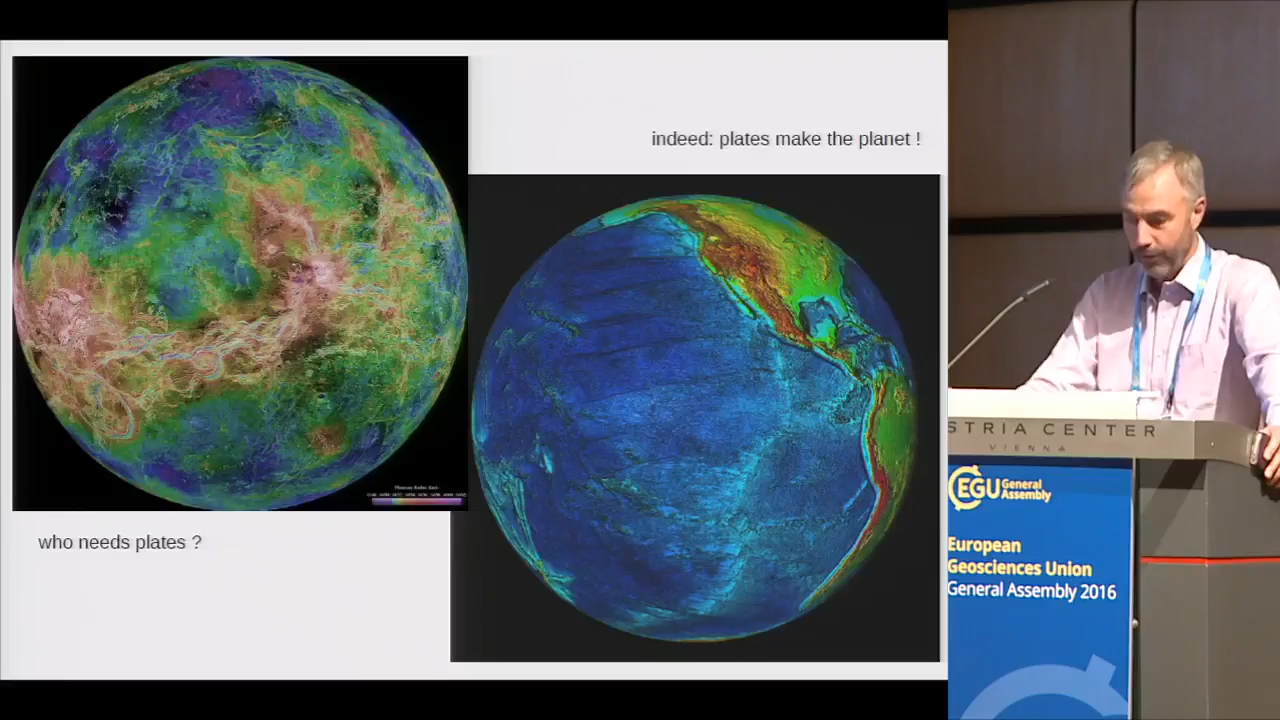 indeed: plates make the planet !
who needs plates ?
STRIA CENTER
VIENNA
EGU General
Assembly
European
Geosciences Union
General Assembly 2016